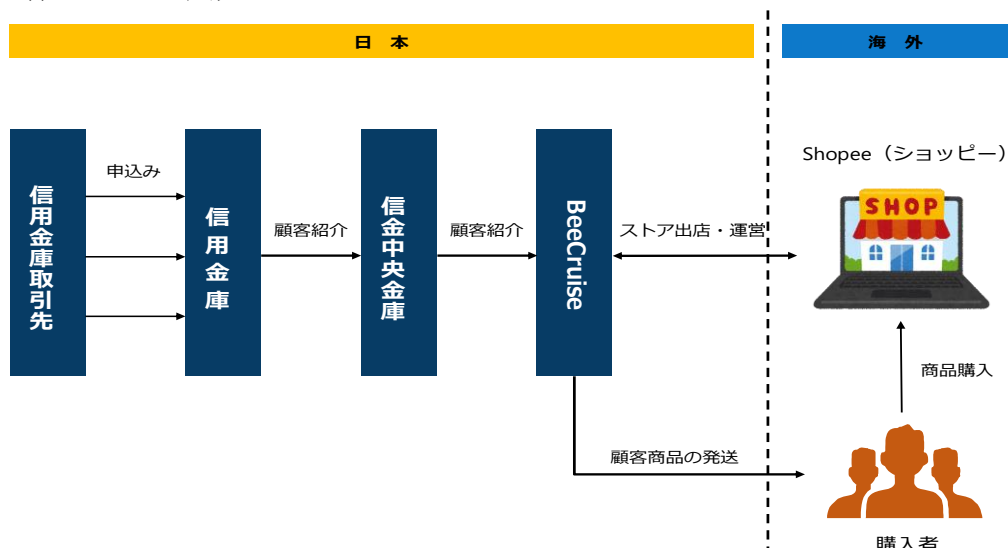 日 本
海 外
信用金庫取引先
申込み
信用金庫
顧客紹介
信金中央金庫
顧客紹介
BeeCruise
ストア出店・運営
Shopee（ショッピー）
SHOP
商品購入
顧客商品の発送
購入者